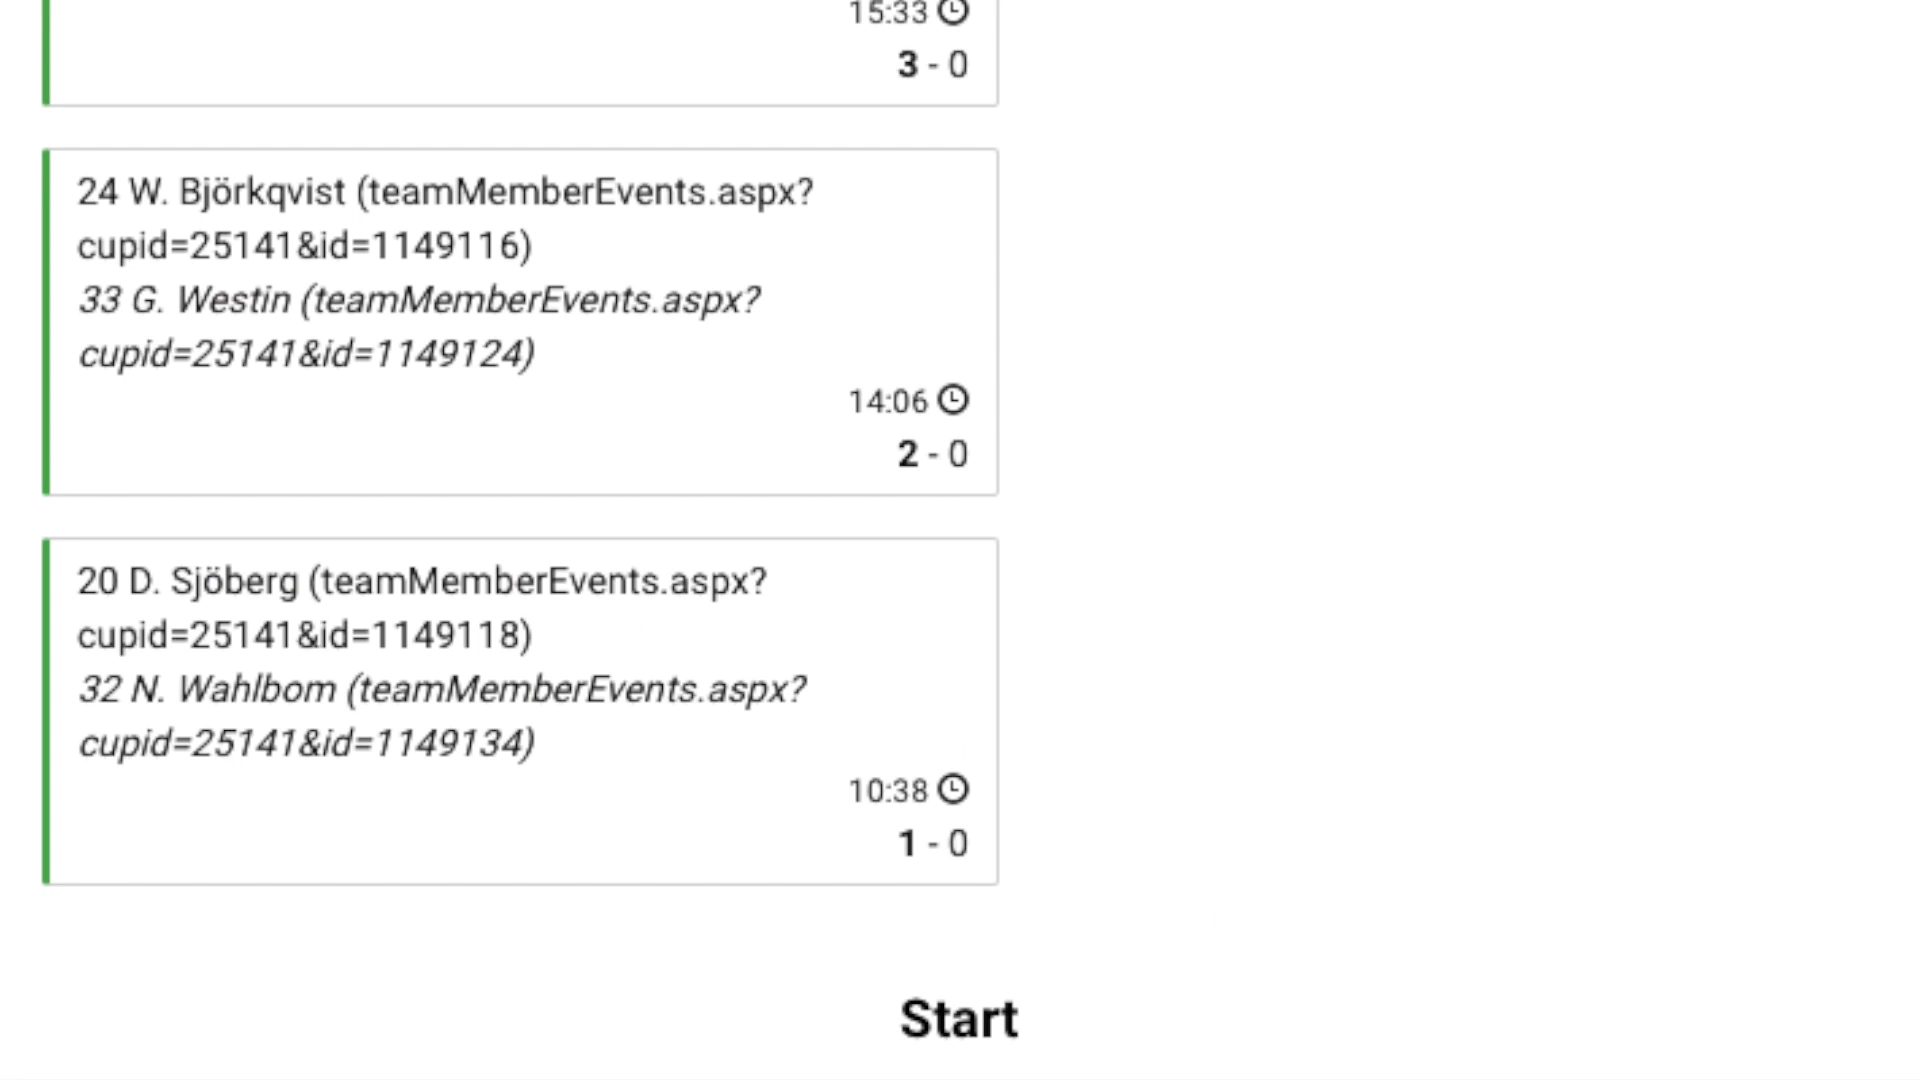 15:33
3 - 0
24 W. Björkqvist (teamMemberEvents.aspx?
cupid=25141&id=1149116)
33 G. Westin (teamMemberEvents.aspx?
cupid=25141&id=1149124)
14:06
2 - 0
20 D. Sjöberg (teamMemberEvents.aspx?
cupid=25141&id=1149118)
32 N. Wahlbom (teamMemberEvents.aspx?
cupid=25141&id=1149134)
10:38
1 - 0
Start